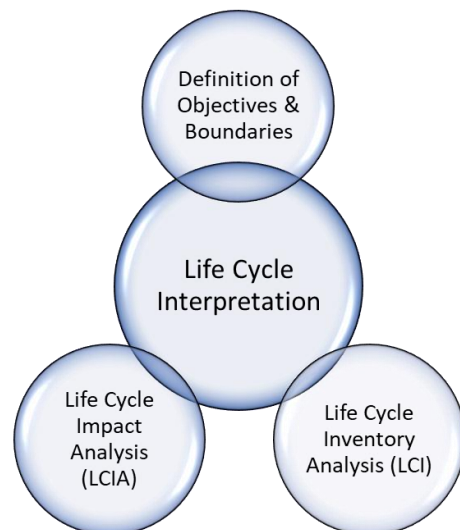 Definition of
Objectives &
Boundaries
Life Cycle
Interpretation
Life Cycle
Impact
Analysis
(LCIA)
Life Cycle
Inventory
Analysis (LCI)